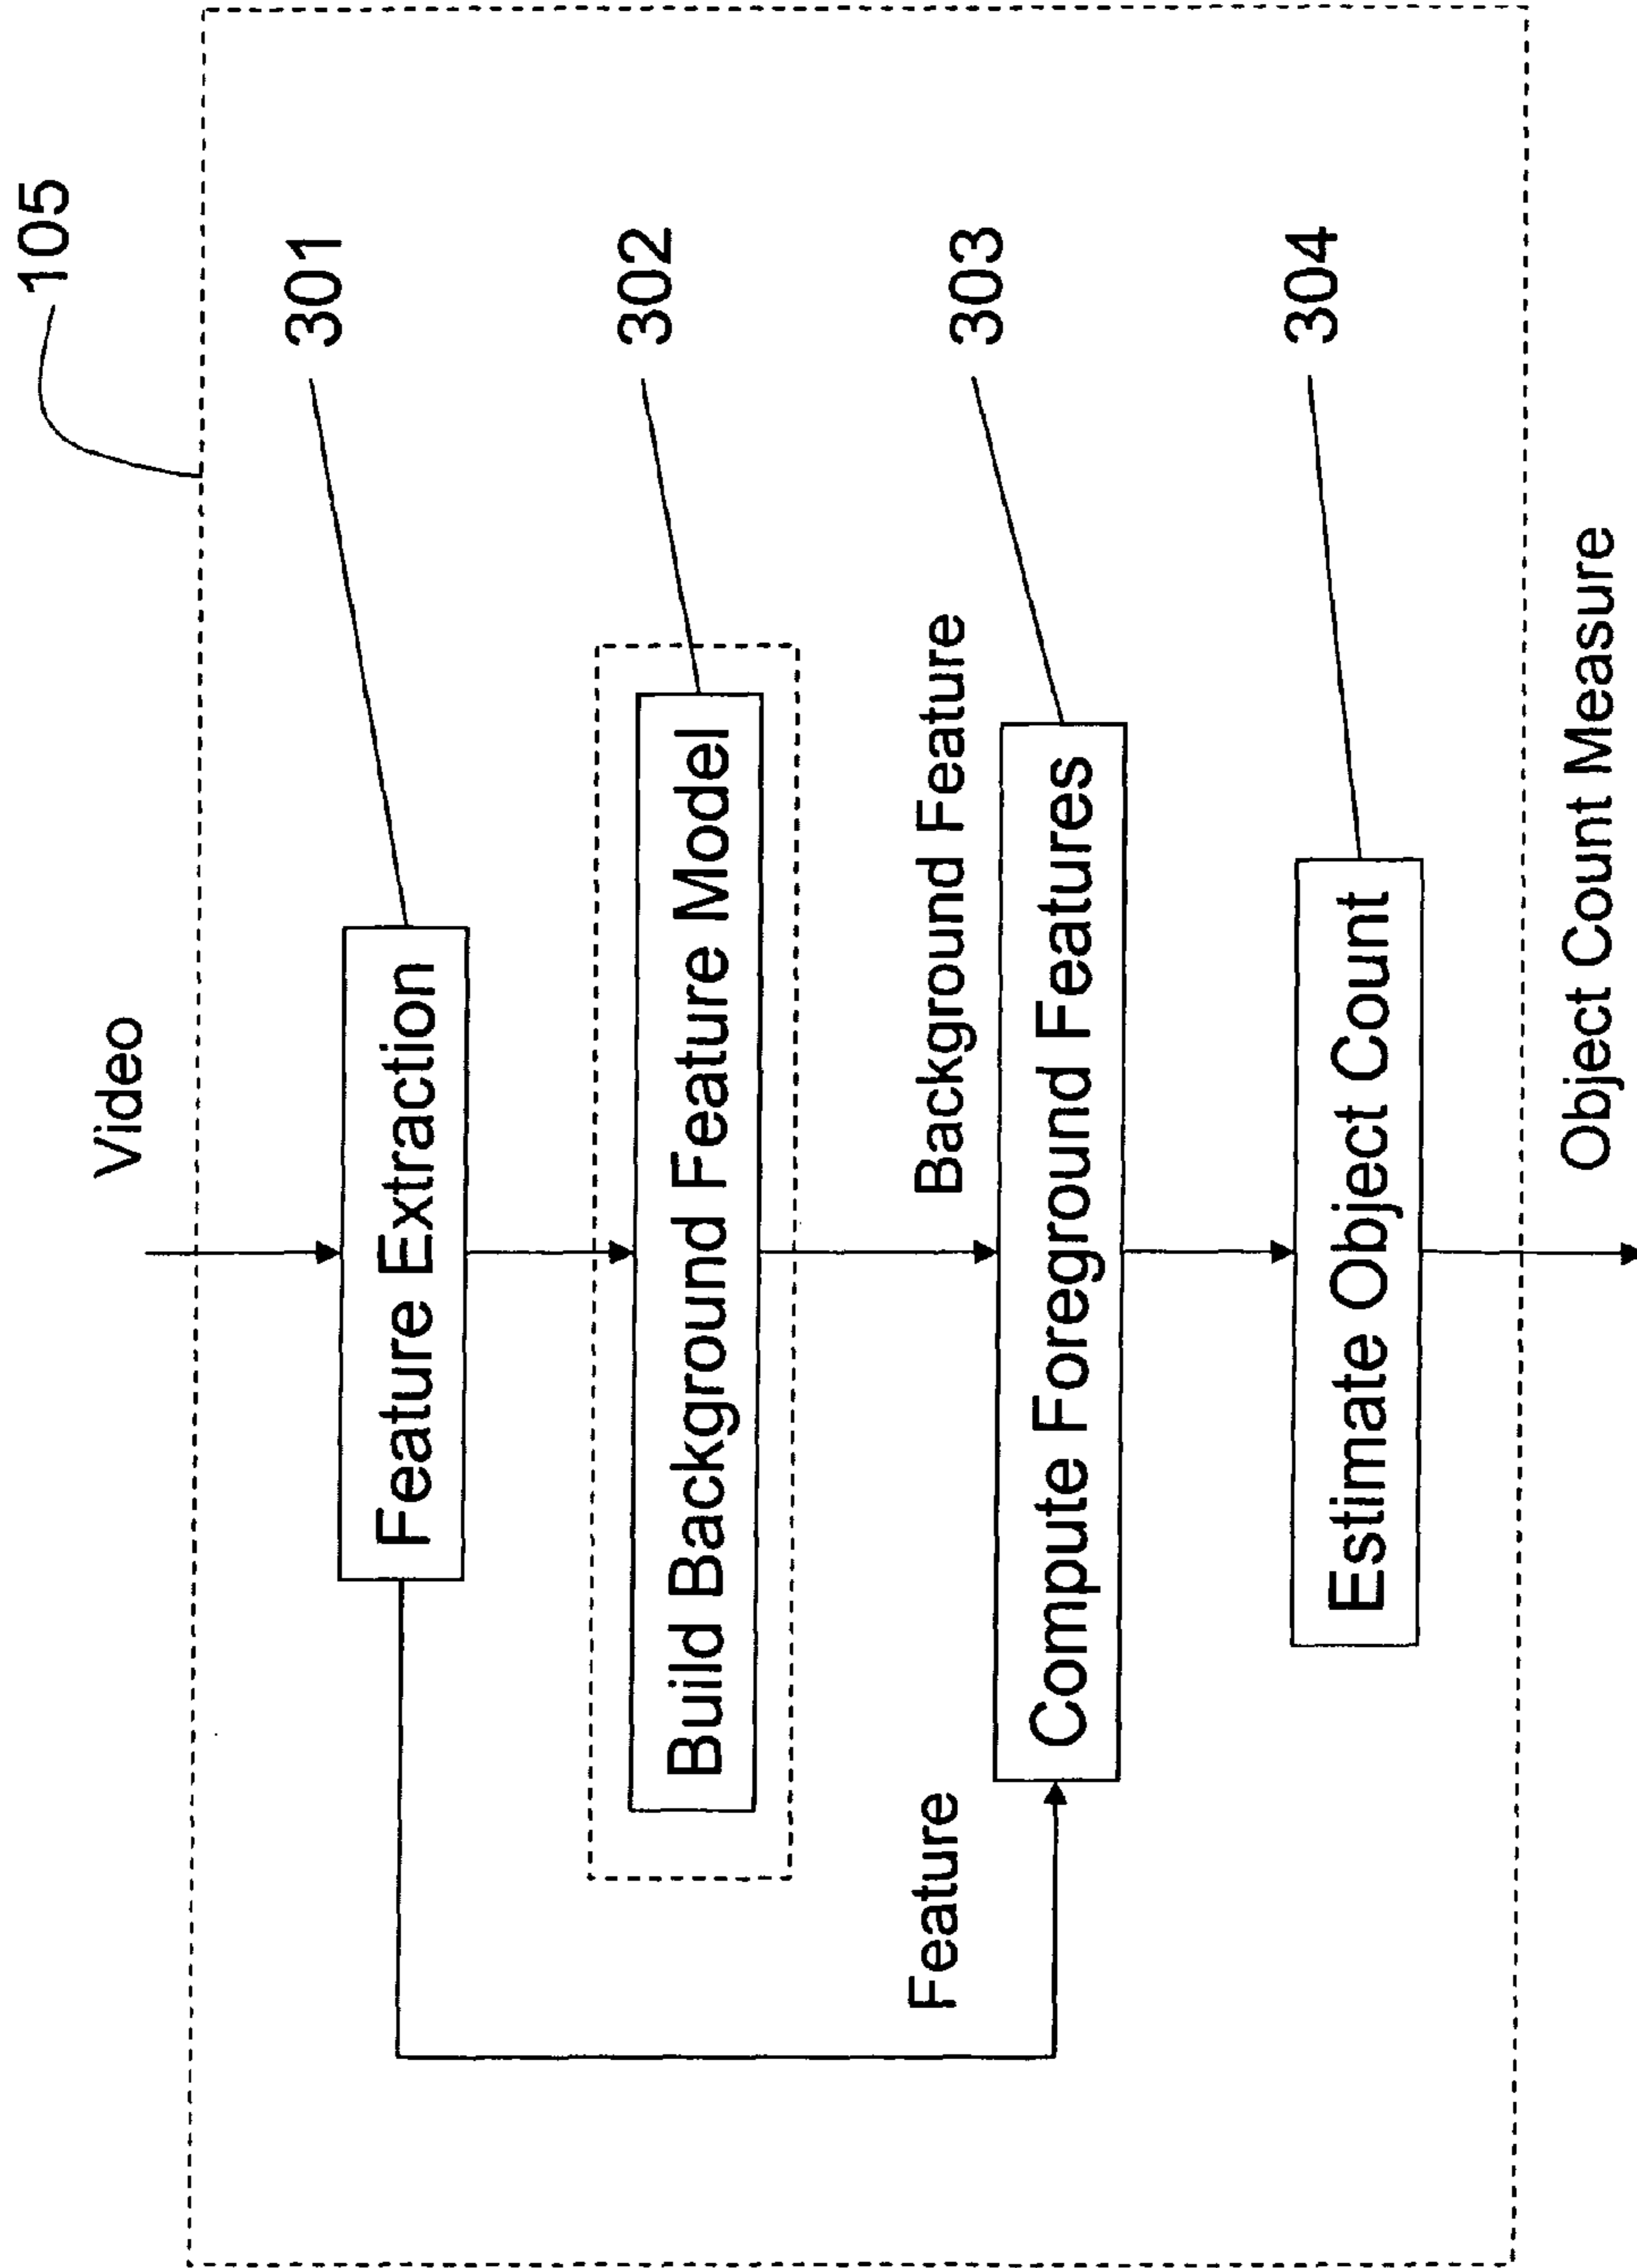 Video
105
Feature Extraction
301
Build Background Feature Model
302
Feature
Background Feature
Compute Foreground Features
303
Estimate Object Count
304
Object Count Measure